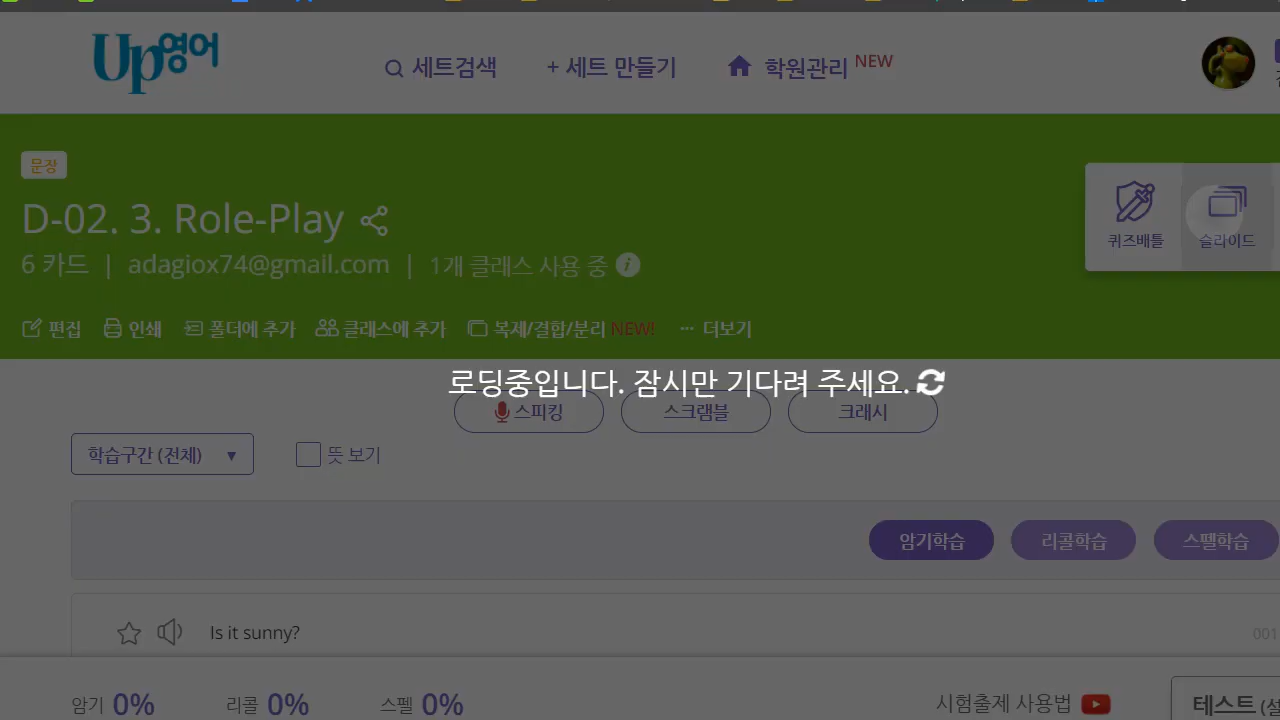 Up영어
세트검색
+ 세트 만들기
학원관리 NEW
문장
D-02. 3. Role-Play
6 카드 | adagiox74@gmail.com | 1개 클래스 사용 중
퀴즈배틀
슬라이드
편집 인쇄 폴더에 추가 클래스에 추가 복제/결합/분리 NEW! ··· 더보기
로딩중입니다. 잠시만 기다려 주세요.
스피킹 스크램블 크래시
학습구간 (전체) ▼ 뜻 보기
암기학습 리콜학습 스펠학습
Is it sunny?
001
암기 0% 리콜 0% 스펠 0%
시험출제 사용법
테스트